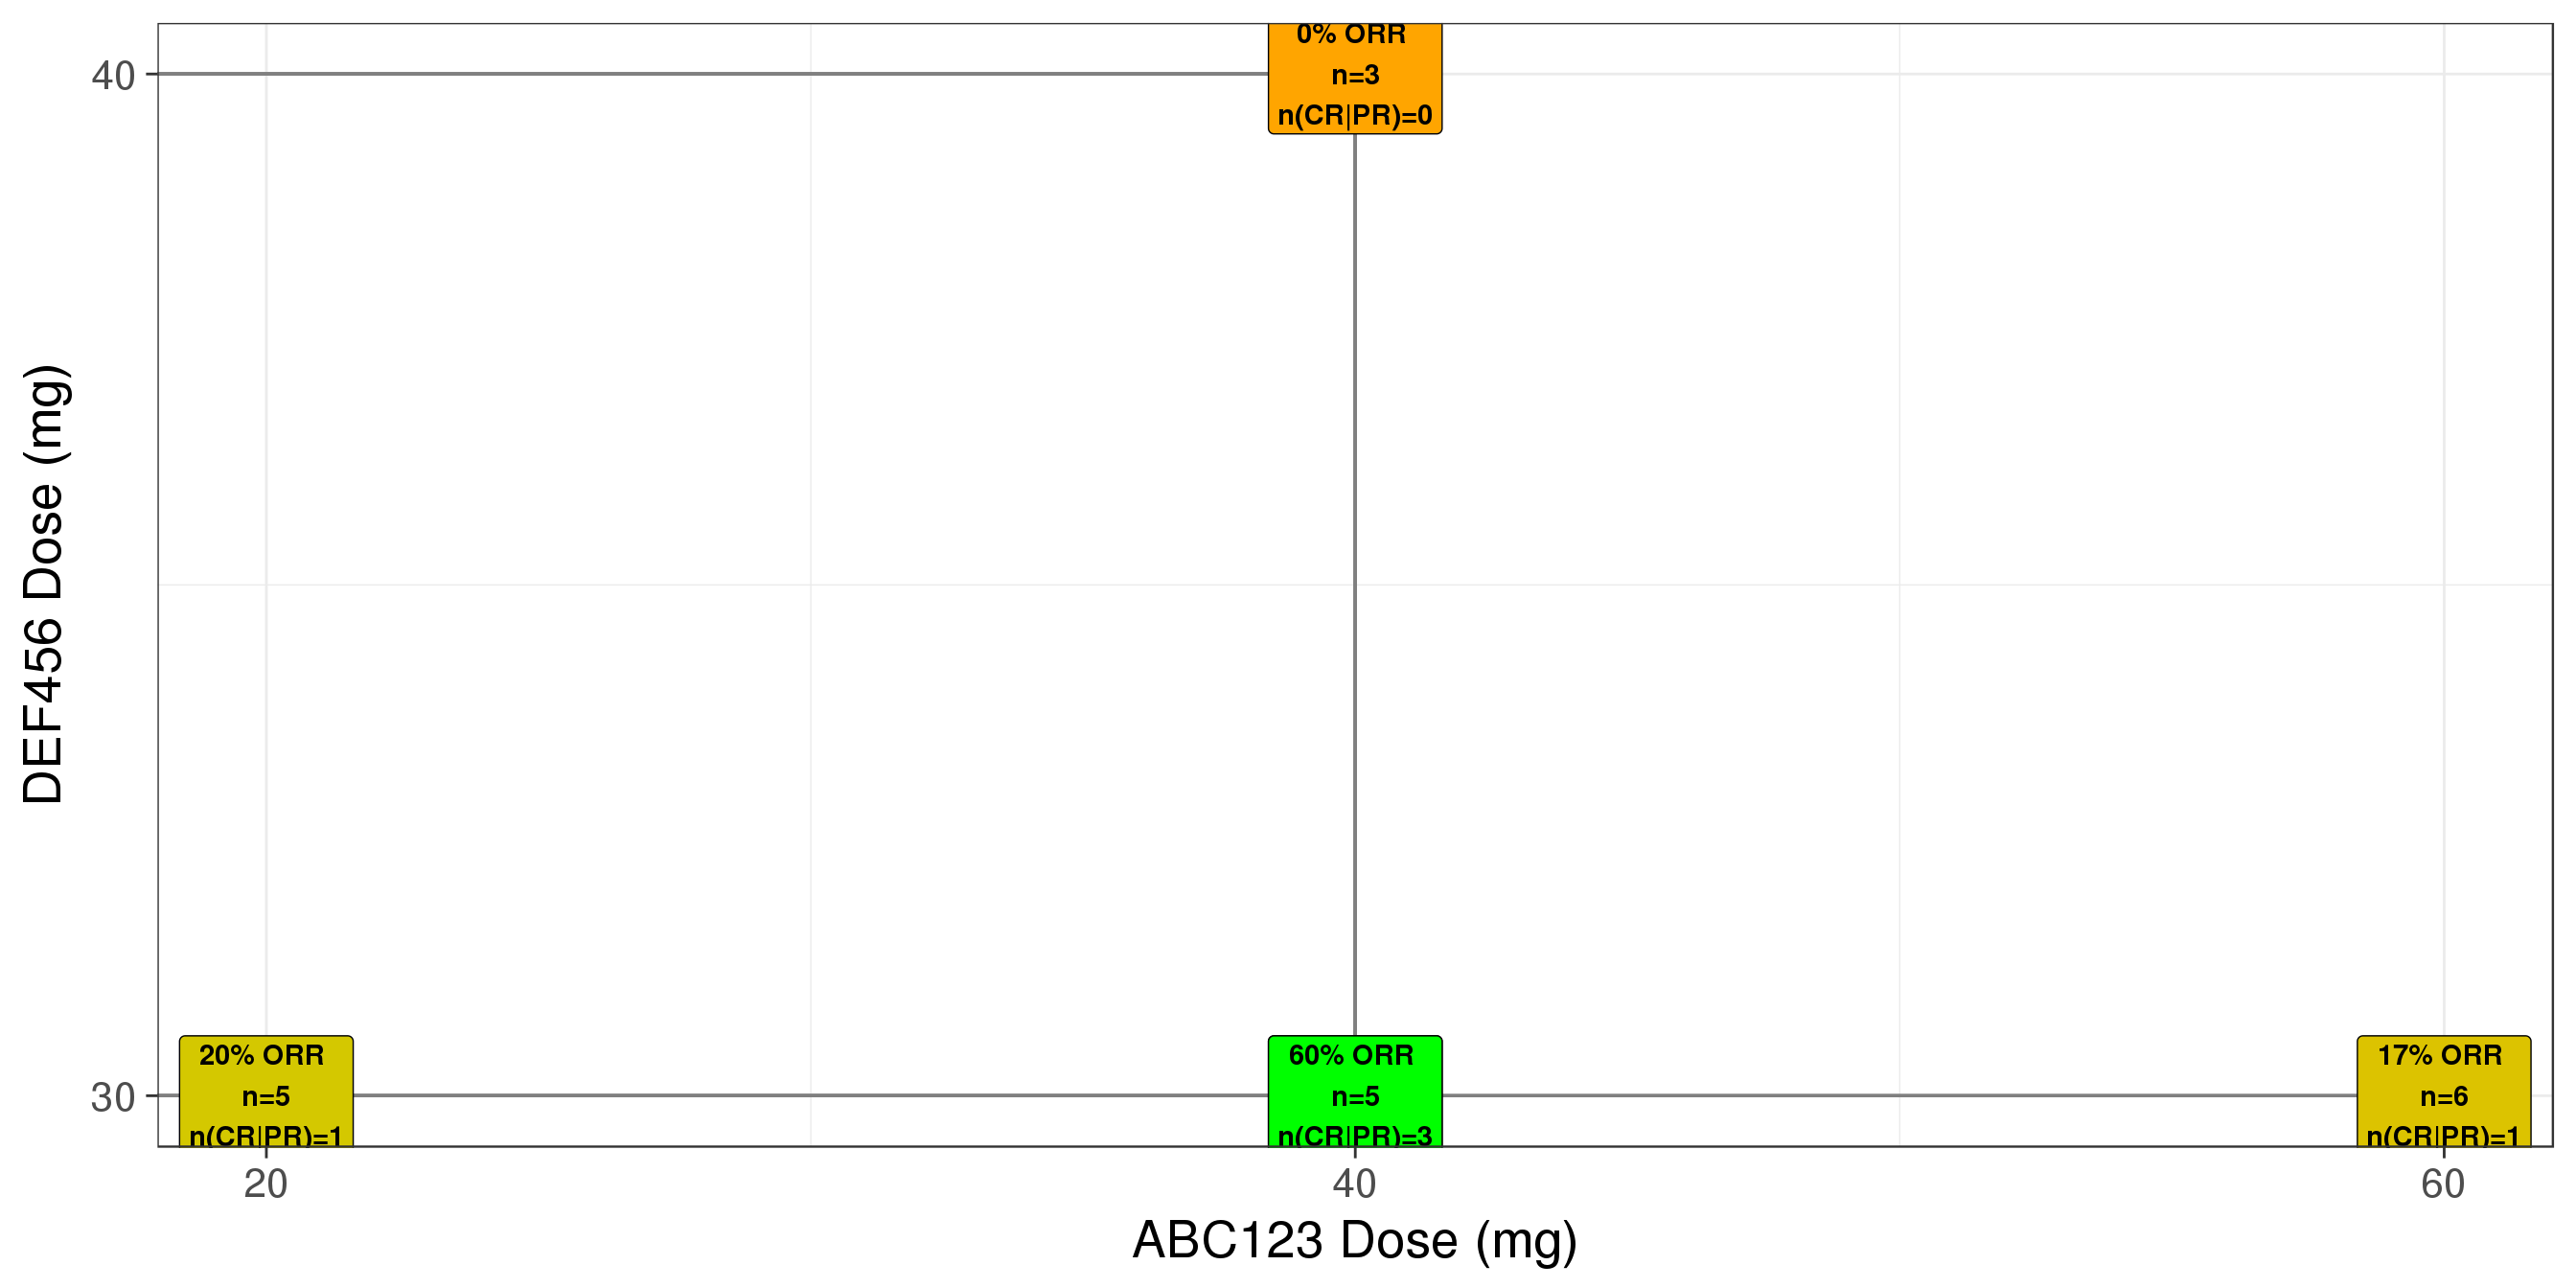 0% ORR
n=3
n(CR|PR)=0
40
DEF456 Dose (mg)
20% ORR
n=5
n(CR|PR)=1
60% ORR
n=5
n(CR|PR)=3
17% ORR
n=6
n(CR|PR)=1
30
20
40
60
ABC123 Dose (mg)